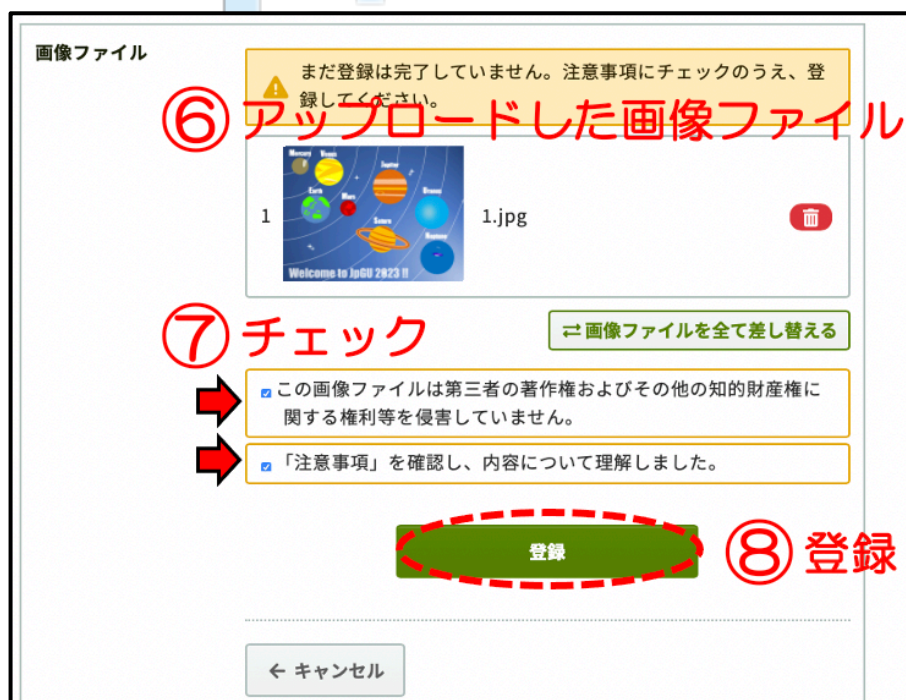 画像ファイル
まだ登録は完了していません。注意事項にチェックのうえ、登
録してください。
⑥アップロードした画像ファイル
Mercury Venus Jupiter
Earth Mars Uranus
Saturn
Neptune
1
1.jpg
Welcome to JpGU 2023 !!
⑦チェック
画像ファイルを全て差し替える
この画像ファイルは第三者の著作権およびその他の知的財産権に
関する権利等を侵害していません。
「注意事項」を確認し、内容について理解しました。
登録
⑧登録
← キャンセル